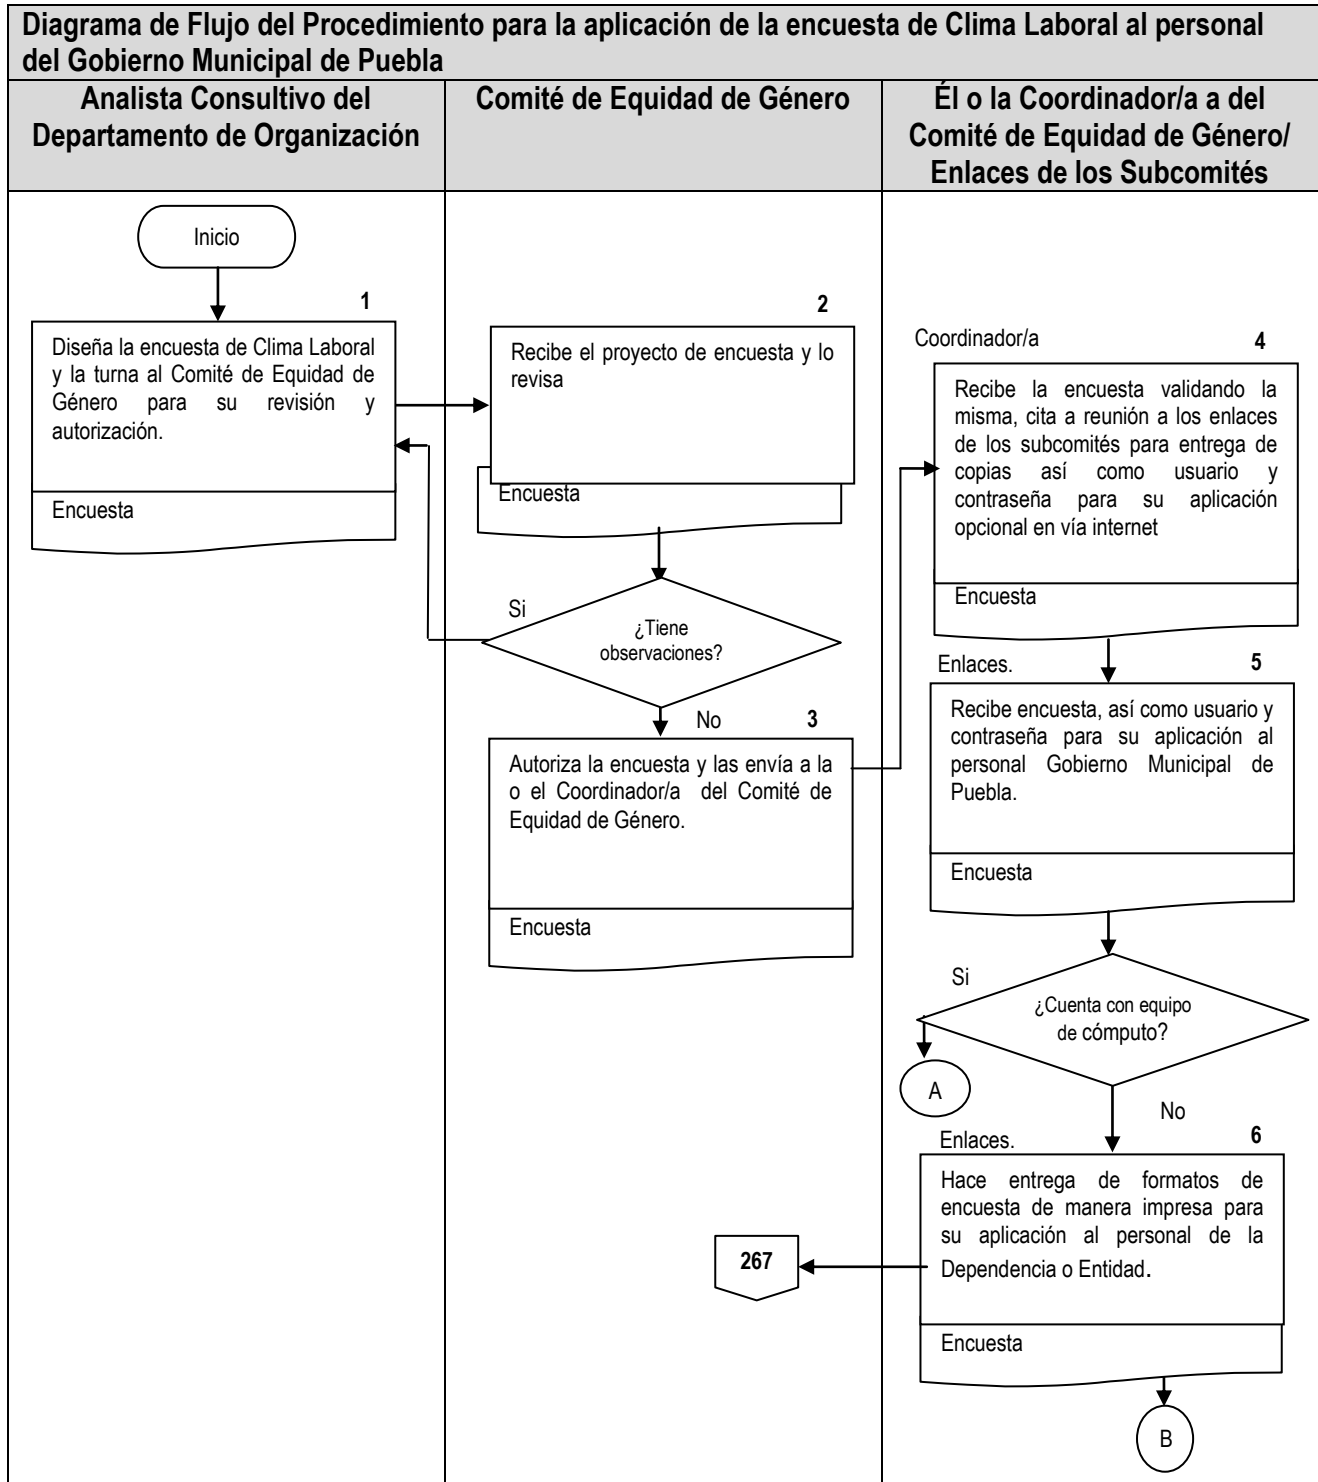 Diagrama de Flujo del Procedimiento para la aplicación de la encuesta de Clima Laboral al personal
del Gobierno Municipal de Puebla
Analista Consultivo del
Departamento de Organización
Comité de Equidad de Género
Él o la Coordinador/a a del
Comité de Equidad de Género/
Enlaces de los Subcomités
Inicio
1
Diseña la encuesta de Clima Laboral
y la turna al Comité de Equidad de
Género para su revisión y
autorización.
Encuesta
2
Recibe el proyecto de encuesta y lo
revisa
Encuesta
Si
¿Tiene
observaciones?
No
3
Autoriza la encuesta y las envía a la
o el Coordinador/a del Comité de
Equidad de Género.
Encuesta
Coordinador/a
4
Recibe la encuesta validando la
misma, cita a reunión a los enlaces
de los subcomités para entrega de
copias así como usuario y
contraseña para su aplicación
opcional en vía internet
Encuesta
Enlaces.
5
Recibe encuesta, así como usuario y
contraseña para su aplicación al
personal Gobierno Municipal de
Puebla.
Encuesta
Si
¿Cuenta con equipo
de cómputo?
A
No
Enlaces.
6
Hace entrega de formatos de
encuesta de manera impresa para
su aplicación al personal de la
Dependencia o Entidad.
267
Encuesta
B